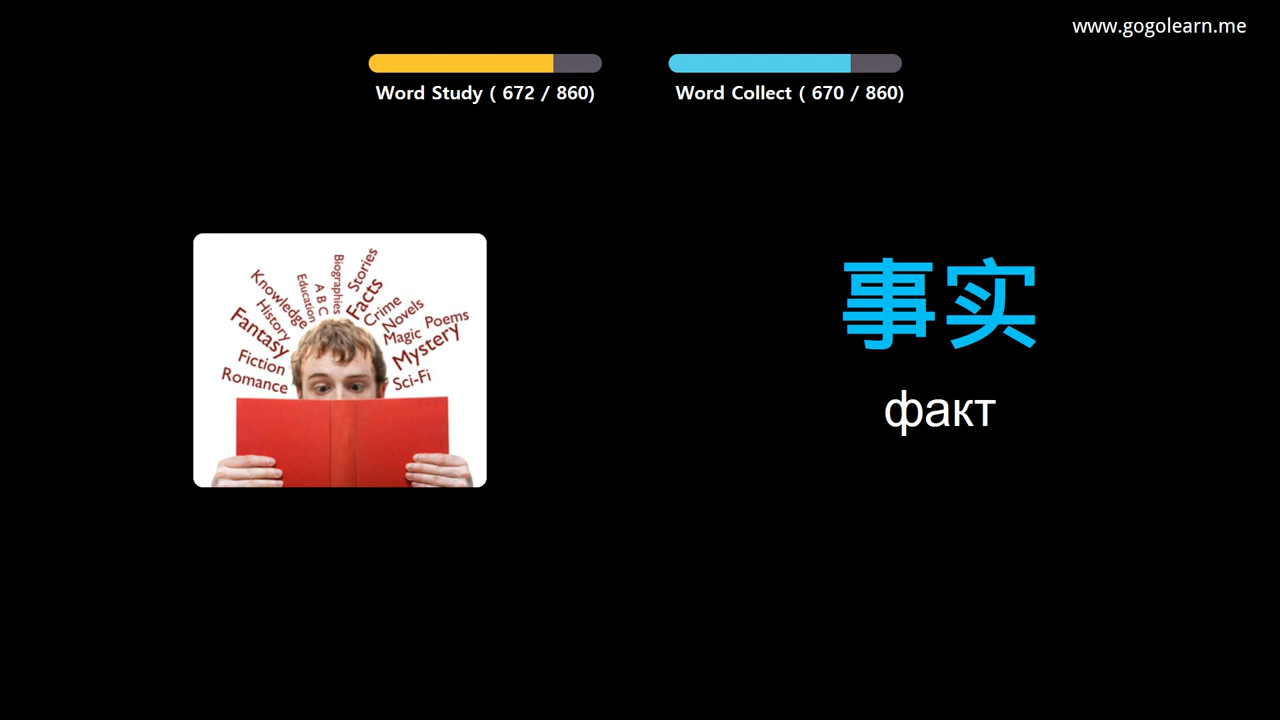 www.gogolearn.me
Word Study ( 672 / 860)
Word Collect ( 670 / 860)
Stories
Biographies
Facts
A B C
Education
Knowledge
Crime
History
Novels
Fantasy
Poems
Magic
Mystery
Fiction
Romance
Sci-Fi
事实
факт